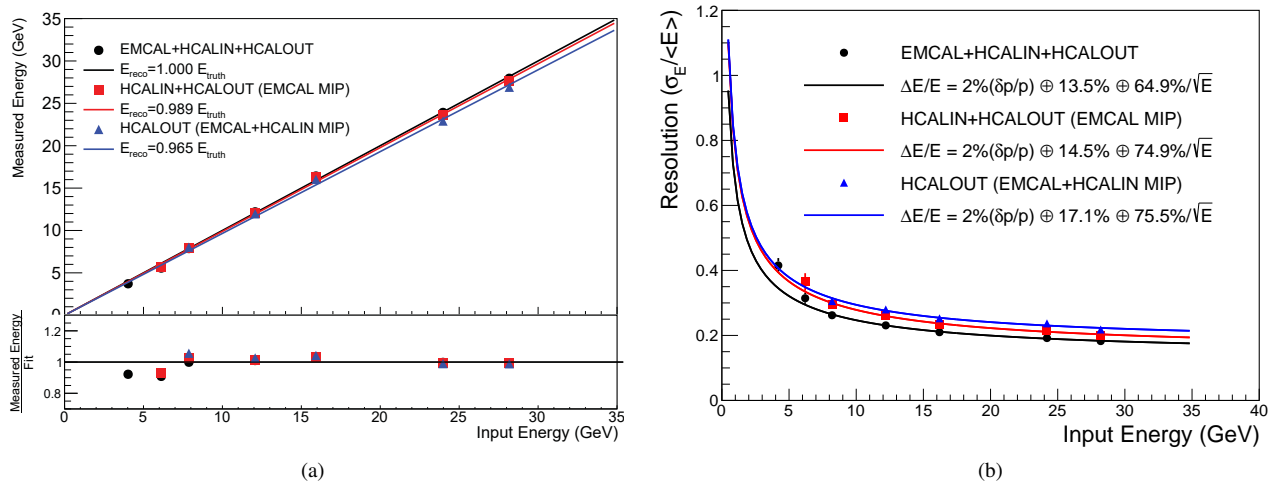 Measured Energy (GeV)
35
30
25
20
15
10
5
0
EMCAL+HCALIN+HCALOUT
E_reco=1.000 E_truth
HCALIN+HCALOUT (EMCAL MIP)
E_reco=0.989 E_truth
HCALOUT (EMCAL+HCALIN MIP)
E_reco=0.965 E_truth
Measured Energy
Fit
1.2
1
0.8
0 5 10 15 20 25 30 35
Input Energy (GeV)
(a)
Resolution (σ_E/<E>)
1.2
1
0.8
0.6
0.4
0.2
0
EMCAL+HCALIN+HCALOUT
ΔE/E = 2%(δp/p) ⊕ 13.5% ⊕ 64.9%/√E
HCALIN+HCALOUT (EMCAL MIP)
ΔE/E = 2%(δp/p) ⊕ 14.5% ⊕ 74.9%/√E
HCALOUT (EMCAL+HCALIN MIP)
ΔE/E = 2%(δp/p) ⊕ 17.1% ⊕ 75.5%/√E
0 5 10 15 20 25 30 35 40
Input Energy (GeV)
(b)